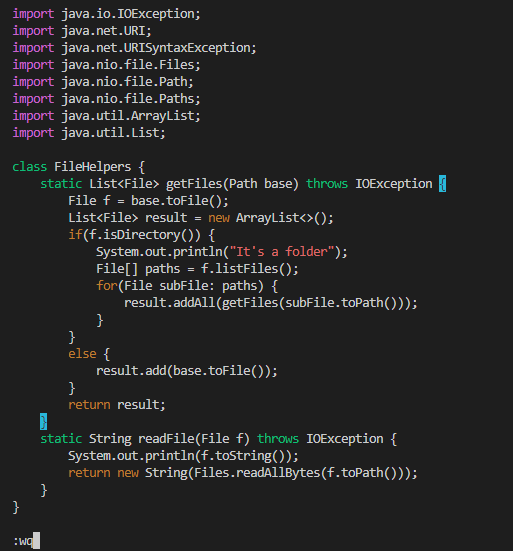 import java.io.IOException;
import java.net.URI;
import java.net.URISyntaxException;
import java.nio.file.Files;
import java.nio.file.Path;
import java.nio.file.Paths;
import java.util.ArrayList;
import java.util.List;

class FileHelpers {
    static List<File> getFiles(Path base) throws IOException {
        File f = base.toFile();
        List<File> result = new ArrayList<>();
        if(f.isDirectory()) {
            System.out.println("It's a folder");
            File[] paths = f.listFiles();
            for(File subFile: paths) {
                result.addAll(getFiles(subFile.toPath()));
            }
        }
        else {
            result.add(base.toFile());
        }
        return result;
    }
    static String readFile(File f) throws IOException {
        System.out.println(f.toString());
        return new String(Files.readAllBytes(f.toPath()));
    }
}

:wq